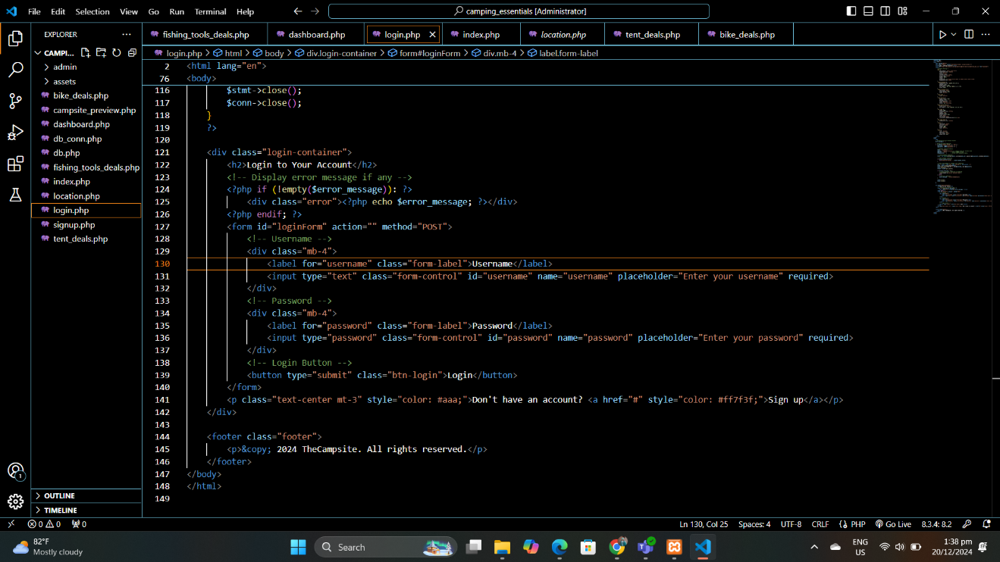 File Edit Selection View Go Run Terminal Help camping_essentials [Administrator]
EXPLORER
fishing_tools_deals.php dashboard.php login.php index.php location.php tent_deals.php bike_deals.php
CAMPI...
login.php > html > body > div.login-container > form#loginForm > div.mb-4 > label.form-label
admin
assets
bike_deals.php
campsite_preview.php
dashboard.php
db_conn.php
db.php
fishing_tools_deals.php
index.php
location.php
login.php
signup.php
tent_deals.php
OUTLINE
TIMELINE
2 <html lang="en">
76 <body>
116 $stmt->close();
117 $conn->close();
118 }
119 ?>
120
121 <div class="login-container">
122 <h2>Login to Your Account</h2>
123 <!-- Display error message if any -->
124 <?php if (!empty($error_message)): ?>
125 <div class="error"><?php echo $error_message; ?></div>
126 <?php endif; ?>
127 <form id="loginForm" action="" method="POST">
128 <!-- Username -->
129 <div class="mb-4">
130 <label for="username" class="form-label">Username</label>
131 <input type="text" class="form-control" id="username" name="username" placeholder="Enter your username" required>
132 </div>
133 <!-- Password -->
134 <div class="mb-4">
135 <label for="password" class="form-label">Password</label>
136 <input type="password" class="form-control" id="password" name="password" placeholder="Enter your password" required>
137 </div>
138 <!-- Login Button -->
139 <button type="submit" class="btn-login">Login</button>
140 </form>
141 <p class="text-center mt-3" style="color: #aaa;">Don't have an account? <a href="#" style="color: #ff7f3f;">Sign up</a></p>
142 </div>
143
144 <footer class="footer">
145 <p>&copy; 2024 TheCampsite. All rights reserved.</p>
146 </footer>
147 </body>
148 </html>
149
1
0 0 0 Ln 130, Col 25 Spaces: 4 UTF-8 CRLF PHP Go Live 8.3.4: 8.2
82°F
Mostly cloudy
Search
ENG
US
1:38 pm
20/12/2024